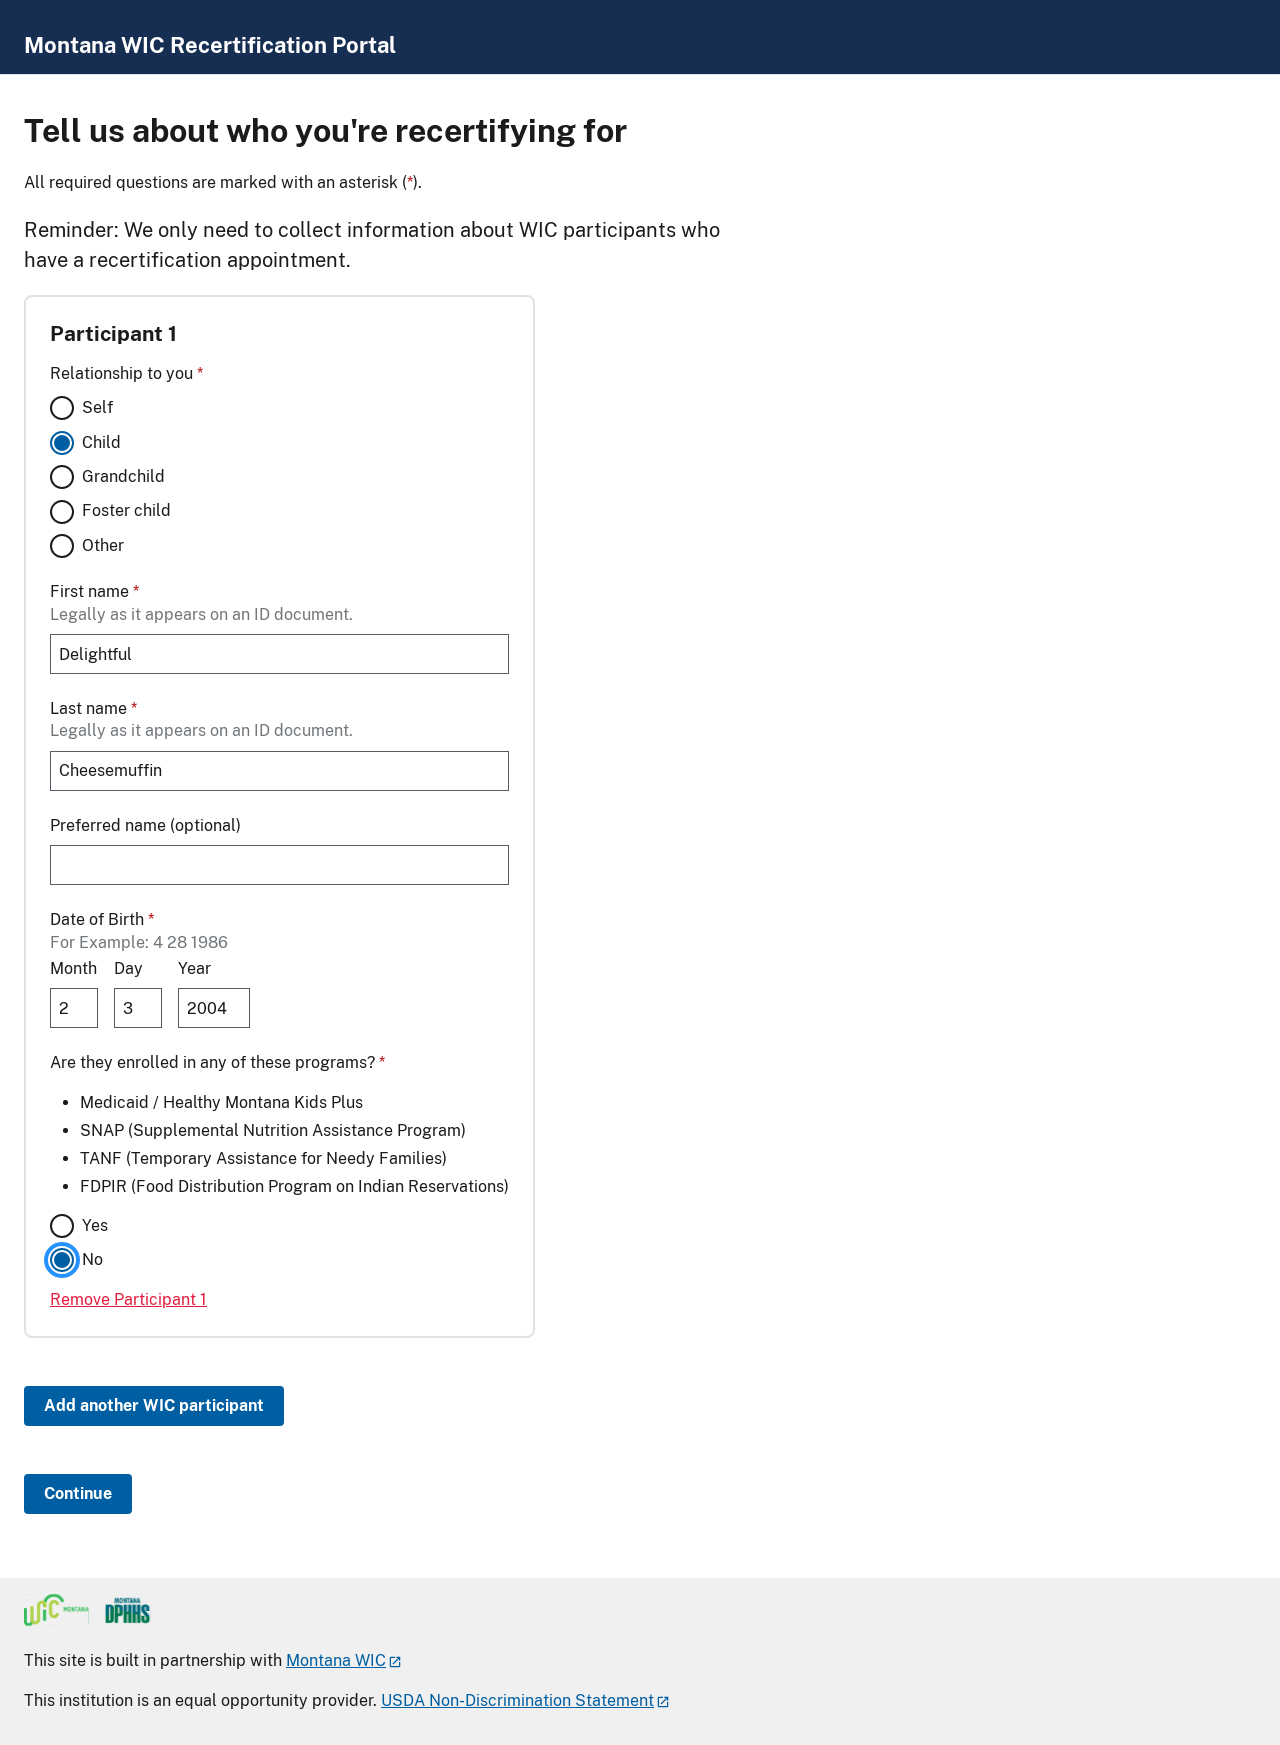 Montana WIC Recertification Portal
Tell us about who you're recertifying for
All required questions are marked with an asterisk (*).
Reminder: We only need to collect information about WIC participants who
have a recertification appointment.
Participant 1
Relationship to you *
Self
Child
Grandchild
Foster child
Other
First name *
Legally as it appears on an ID document.
Delightful
Last name *
Legally as it appears on an ID document.
Cheesemuffin
Preferred name (optional)
Date of Birth *
For Example: 4 28 1986
Month Day Year
2 3 2004
Are they enrolled in any of these programs? *
• Medicaid / Healthy Montana Kids Plus
• SNAP (Supplemental Nutrition Assistance Program)
• TANF (Temporary Assistance for Needy Families)
• FDPIR (Food Distribution Program on Indian Reservations)
Yes
No
Remove Participant 1
Add another WIC participant
Continue
WIC MONTANA MONTANA DPHHS
This site is built in partnership with Montana WIC
This institution is an equal opportunity provider. USDA Non-Discrimination Statement